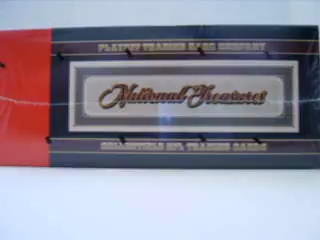 PLAYOFF TRADING CARD COMPANY
National Treasures
COLLECTIBLE NFL TRADING CARDS